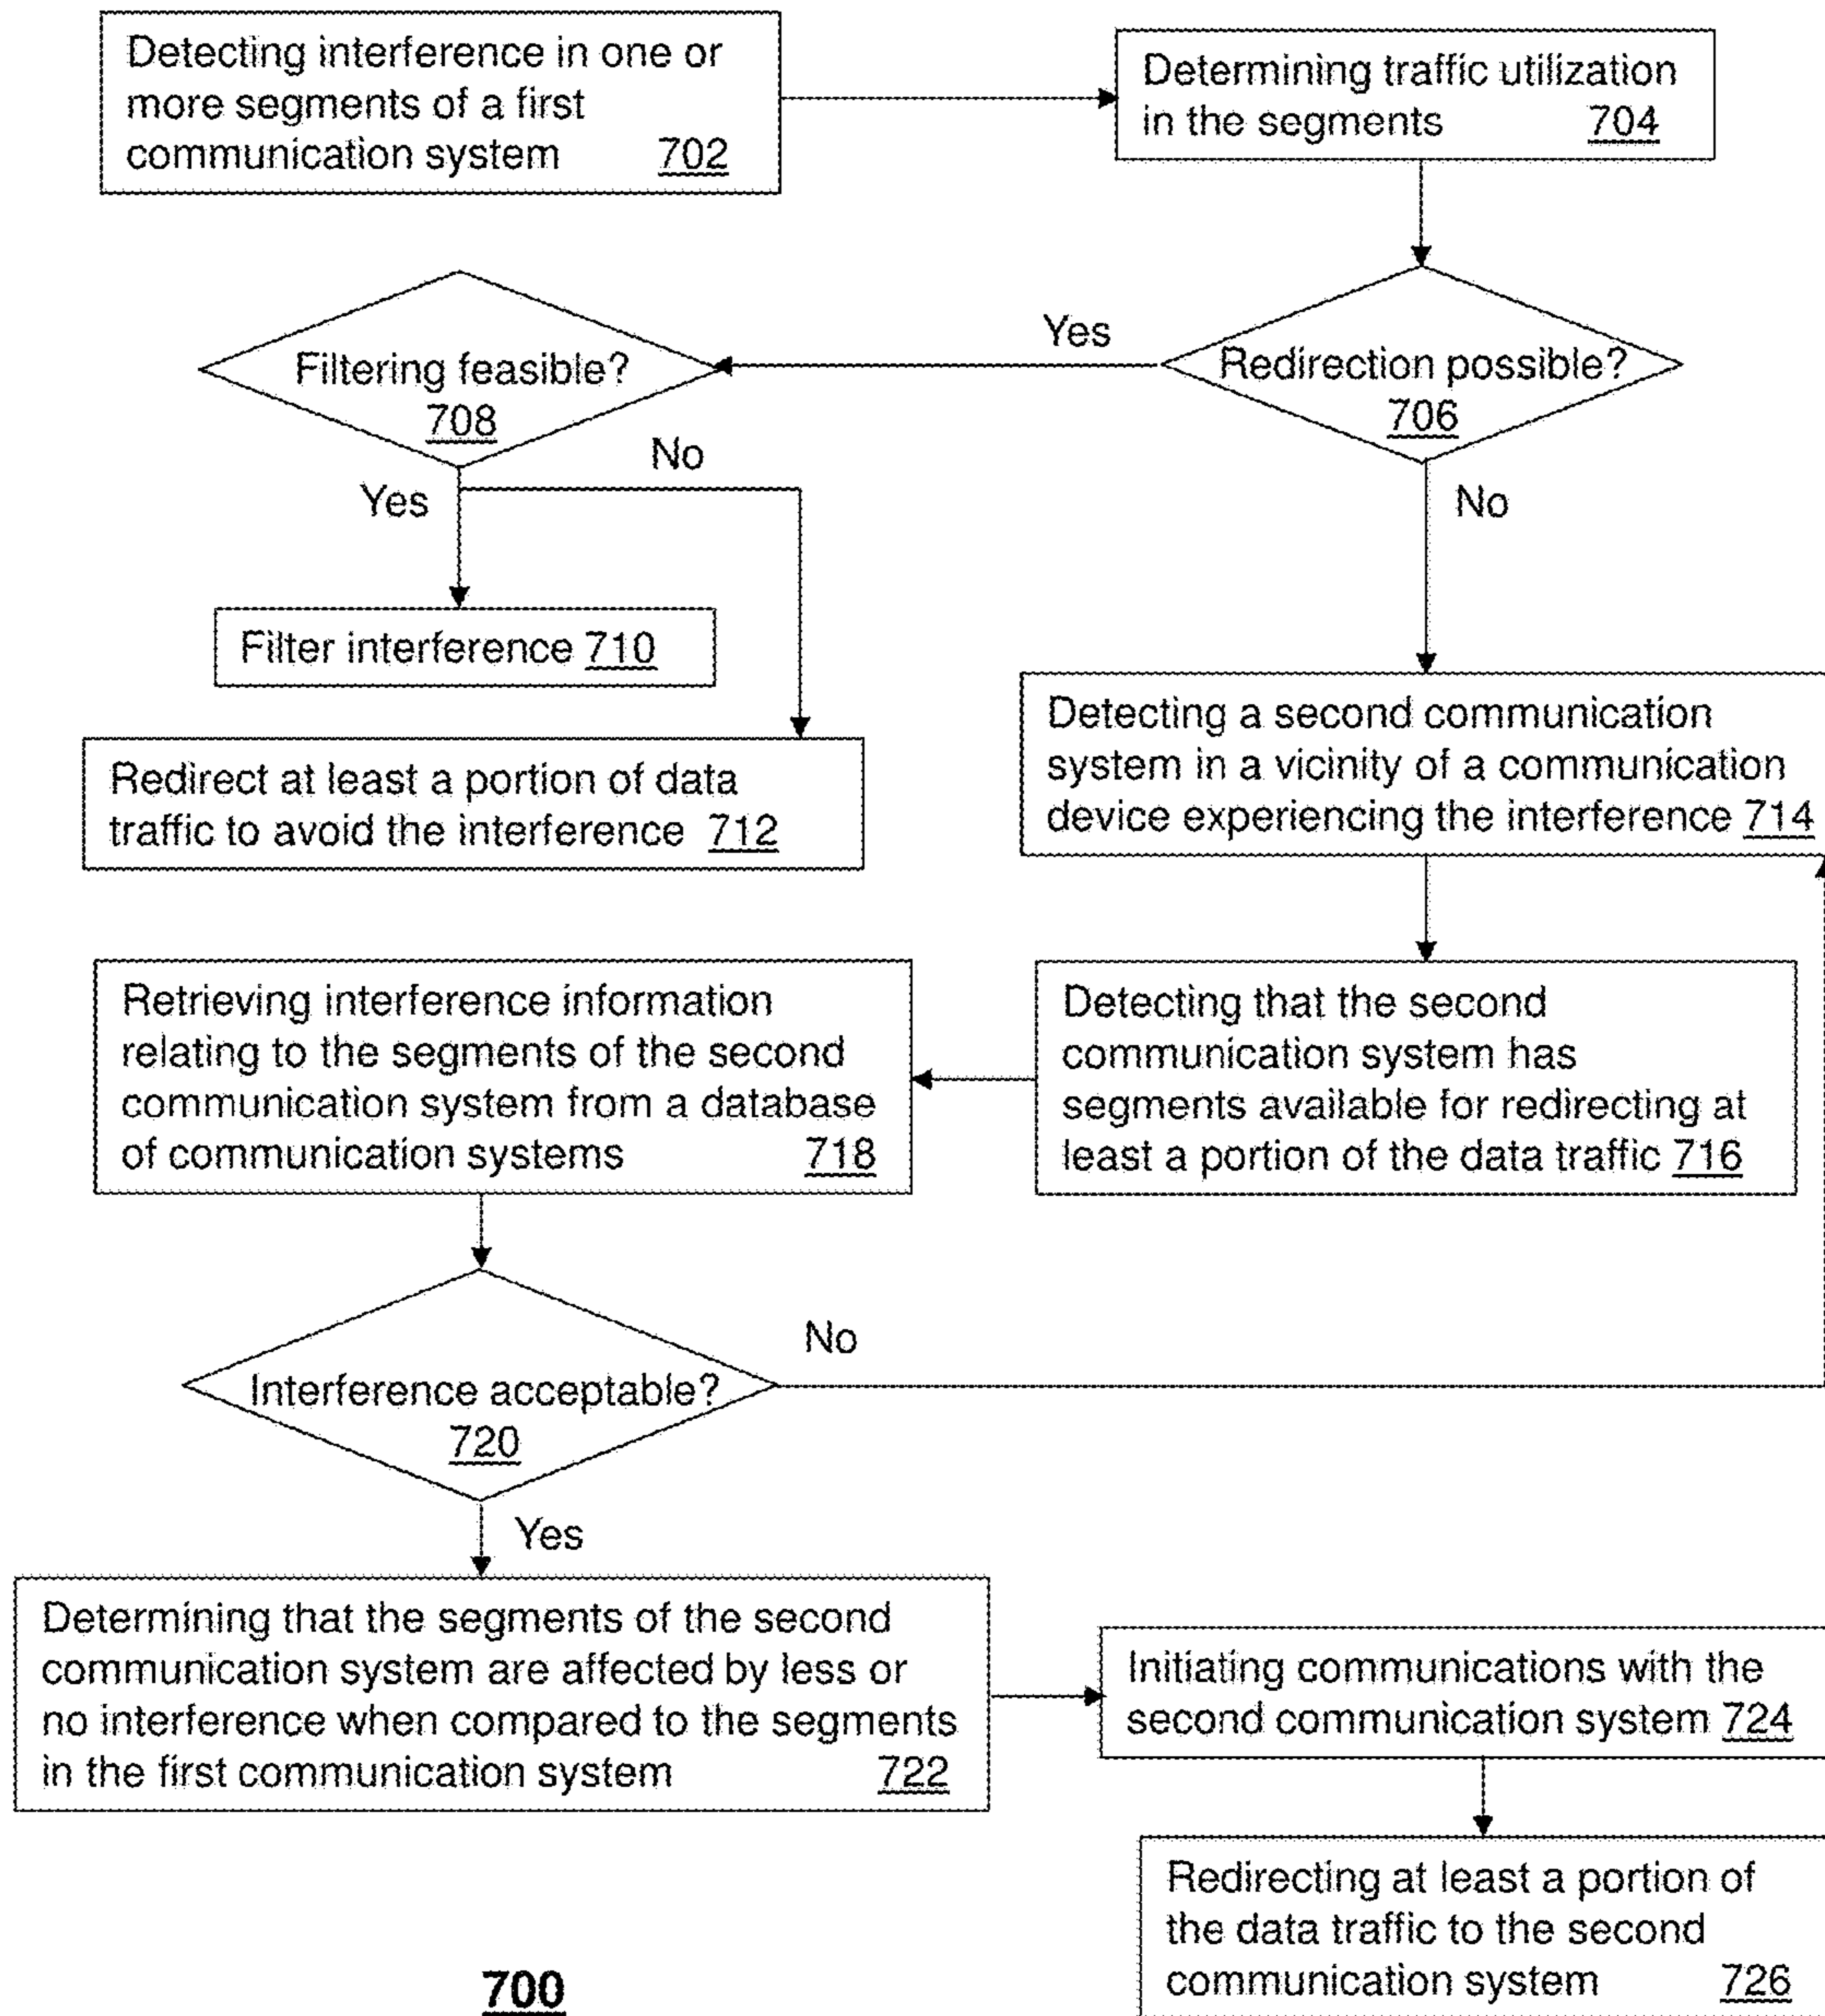 Detecting interference in one or
more segments of a first
communication system 702
Determining traffic utilization
in the segments 704
Redirection possible?
706
Yes
No
Filtering feasible?
708
No
Yes
Filter interference 710
Redirect at least a portion of data
traffic to avoid the interference 712
Detecting a second communication
system in a vicinity of a communication
device experiencing the interference 714
Detecting that the second
communication system has
segments available for redirecting at
least a portion of the data traffic 716
Retrieving interference information
relating to the segments of the second
communication system from a database
of communication systems 718
Interference acceptable?
720
No
Yes
Determining that the segments of the second
communication system are affected by less or
no interference when compared to the segments
in the first communication system 722
Initiating communications with the
second communication system 724
Redirecting at least a portion of
the data traffic to the second
communication system 726
700